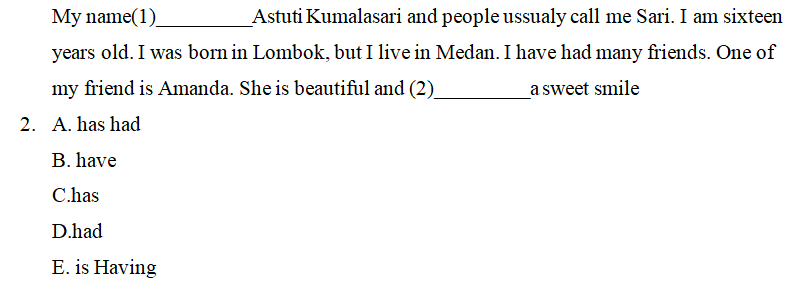 My name(1)__________Astuti Kumalasari and people ussualy call me Sari. I am sixteen
years old. I was born in Lombok, but I live in Medan. I have had many friends. One of
my friend is Amanda. She is beautiful and (2)__________a sweet smile
2. A. has had
B. have
C.has
D.had
E. is Having